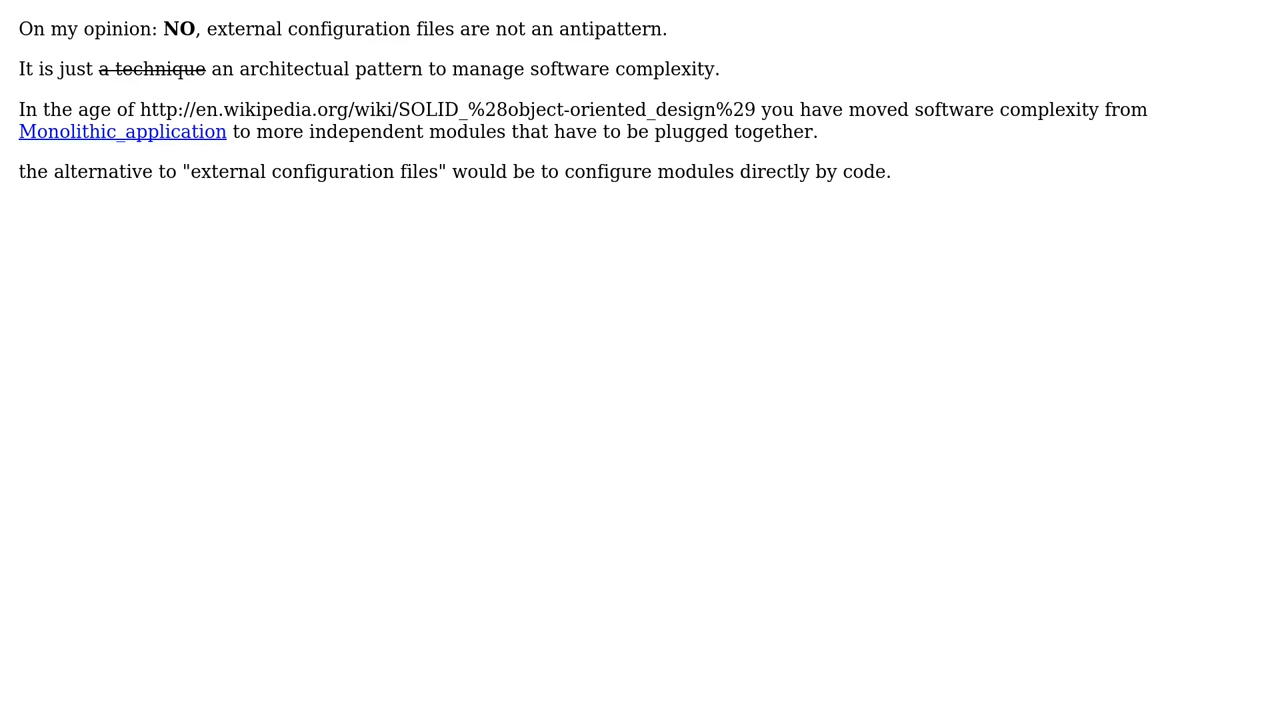 On my opinion: NO, external configuration files are not an antipattern.
It is just a technique an architectual pattern to manage software complexity.
In the age of http://en.wikipedia.org/wiki/SOLID_%28object-oriented_design%29 you have moved software complexity from
Monolithic_application to more independent modules that have to be plugged together.
the alternative to "external configuration files" would be to configure modules directly by code.